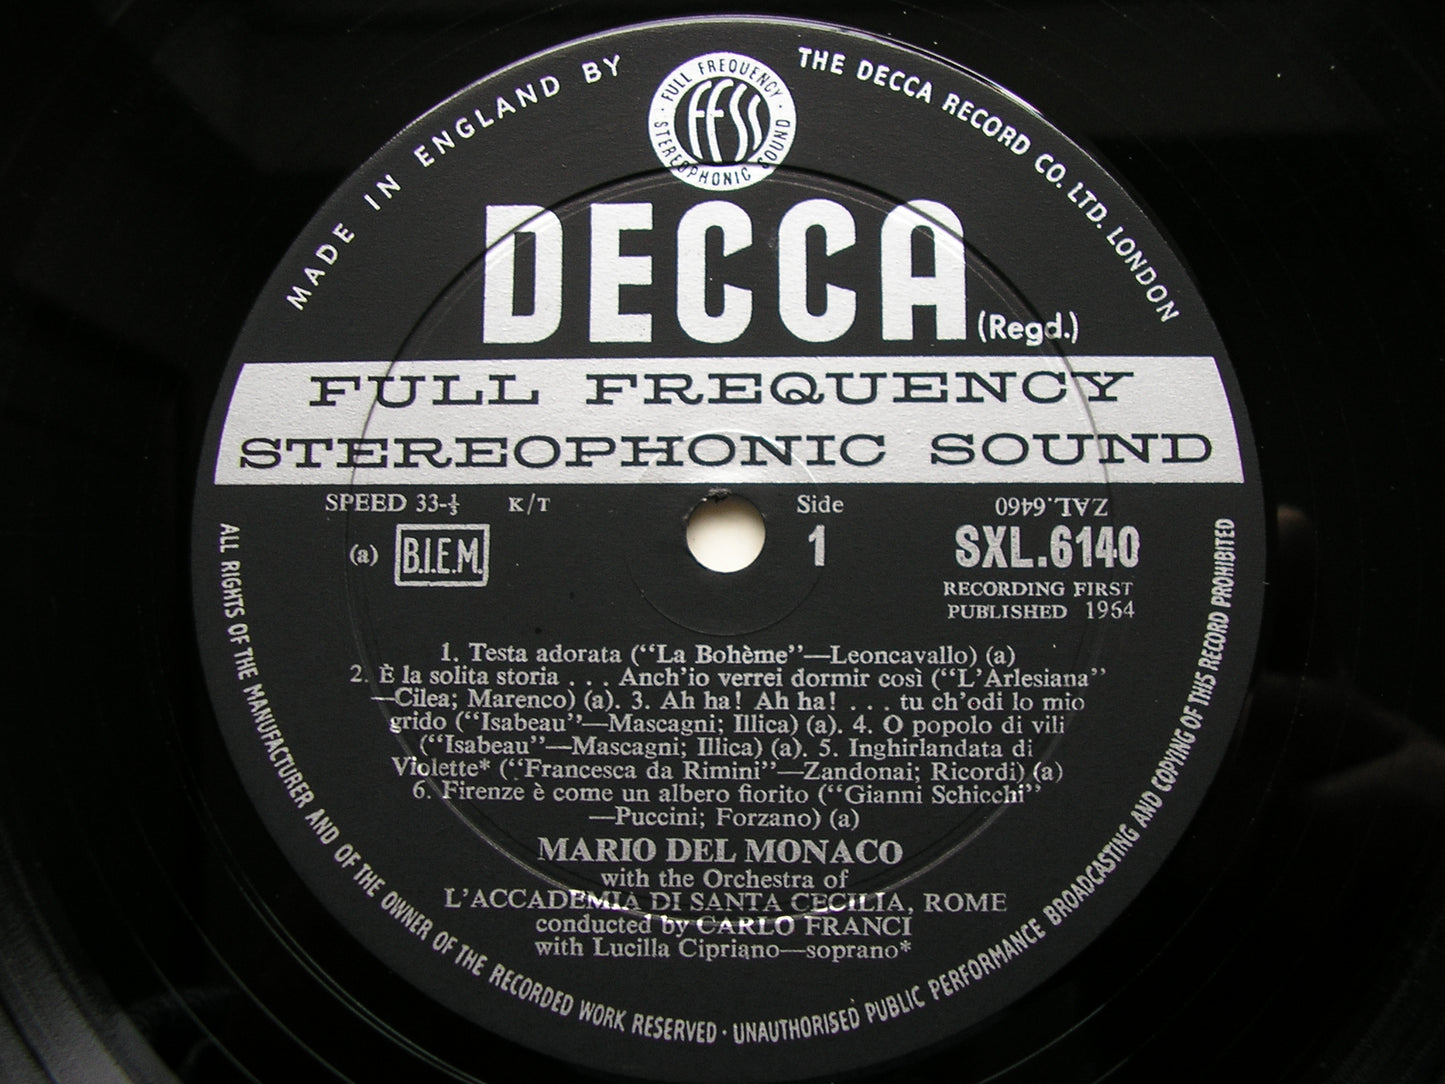 MADE IN ENGLAND BY
THE DECCA RECORD CO. LTD. LONDON
· FULL FREQUENCY ·
STEREOPHONIC SOUND
FFSS
DECCA
(Regd.)
FULL FREQUENCY
STEREOPHONIC SOUND
SPEED 33-⅓ K/T Side ZAL.6460
(a) B.I.E.M. 1 SXL.6140
RECORDING FIRST
PUBLISHED 1964
1. Testa adorata (“La Bohème”—Leoncavallo) (a)
2. È la solita storia . . . Anch'io verrei dormir così (“L'Arlesiana”
—Cilea; Marenco) (a). 3. Ah ha! Ah ha! . . . tu ch'odi lo mio
grido (“Isabeau”—Mascagni; Illica) (a). 4. O popolo di vili
(“Isabeau”—Mascagni; Illica) (a). 5. Inghirlandata di
Violette* (“Francesca da Rimini”—Zandonai; Ricordi) (a)
6. Firenze è come un albero fiorito (“Gianni Schicchi”
—Puccini; Forzano) (a)
MARIO DEL MONACO
with the Orchestra of
L'ACCADEMIA DI SANTA CECILIA, ROME
conducted by CARLO FRANCI
with Lucilla Cipriano—soprano*
ALL RIGHTS OF THE MANUFACTURER AND OF THE OWNER OF THE RECORDED WORK RESERVED · UNAUTHORISED PUBLIC PERFORMANCE BROADCASTING AND COPYING OF THIS RECORD PROHIBITED